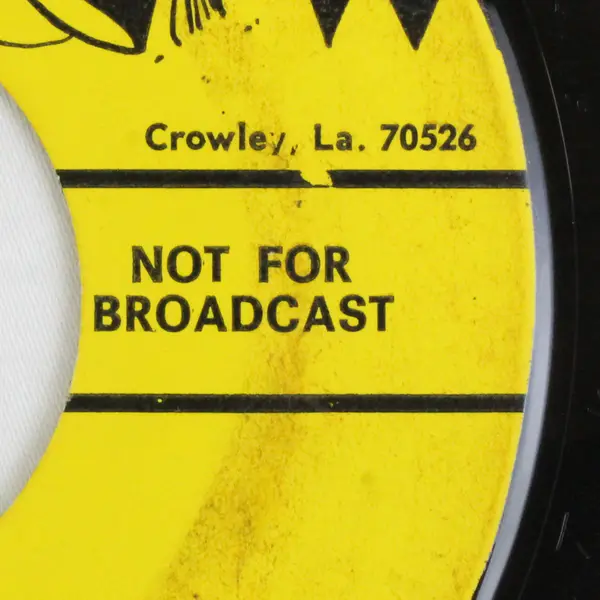 Crowley, La. 70526
NOT FOR
BROADCAST